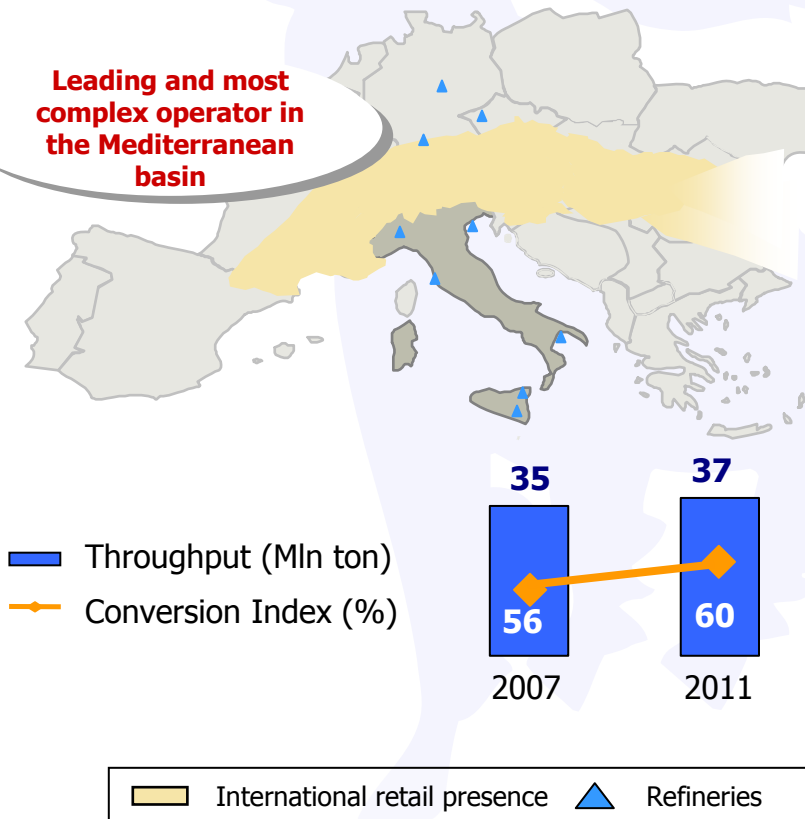 Leading and most
complex operator in
the Mediterranean
basin
35
37
Throughput (Mln ton)
Conversion Index (%)
56
60
2007
2011
International retail presence
Refineries